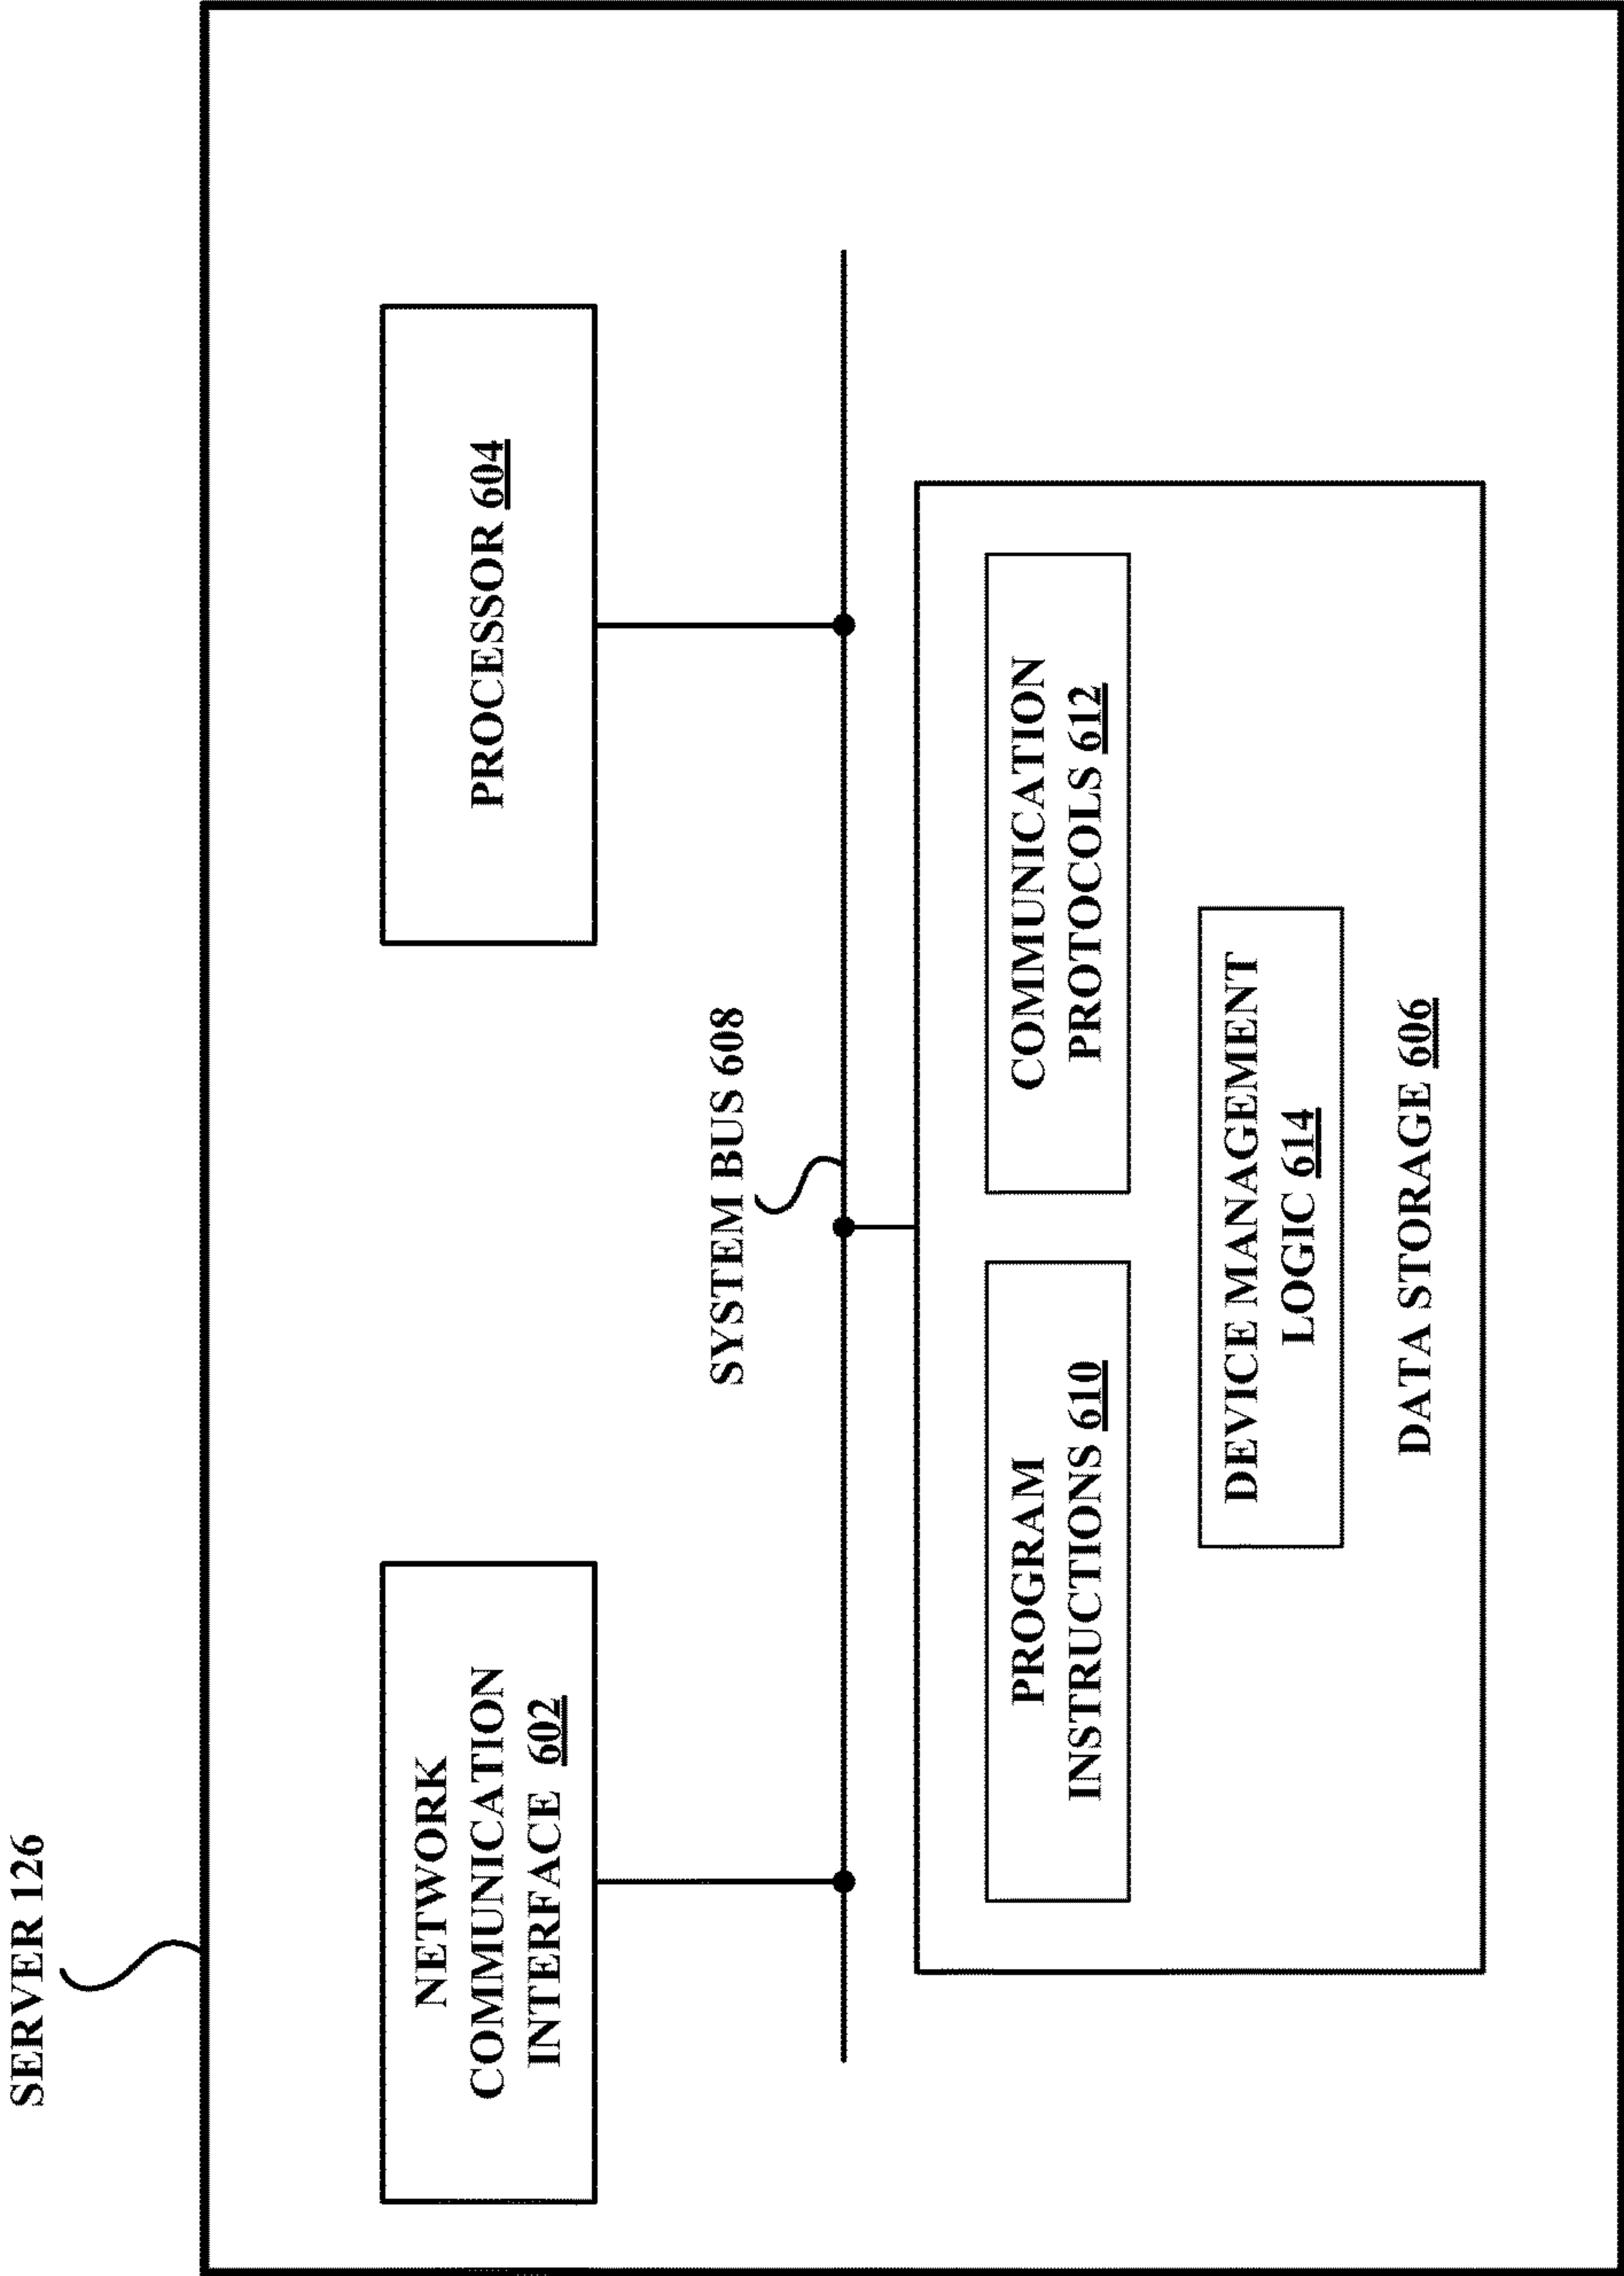 SERVER 126
NETWORK
COMMUNICATION
INTERFACE 602
PROCESSOR 604
SYSTEM BUS 608
PROGRAM
INSTRUCTIONS 610
COMMUNICATION
PROTOCOLS 612
DEVICE MANAGEMENT
LOGIC 614
DATA STORAGE 606